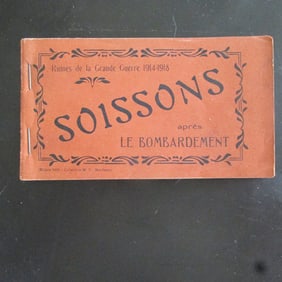 Ruines de la Grande Guerre 1914-1918
SOISSONS
après
LE BOMBARDEMENT